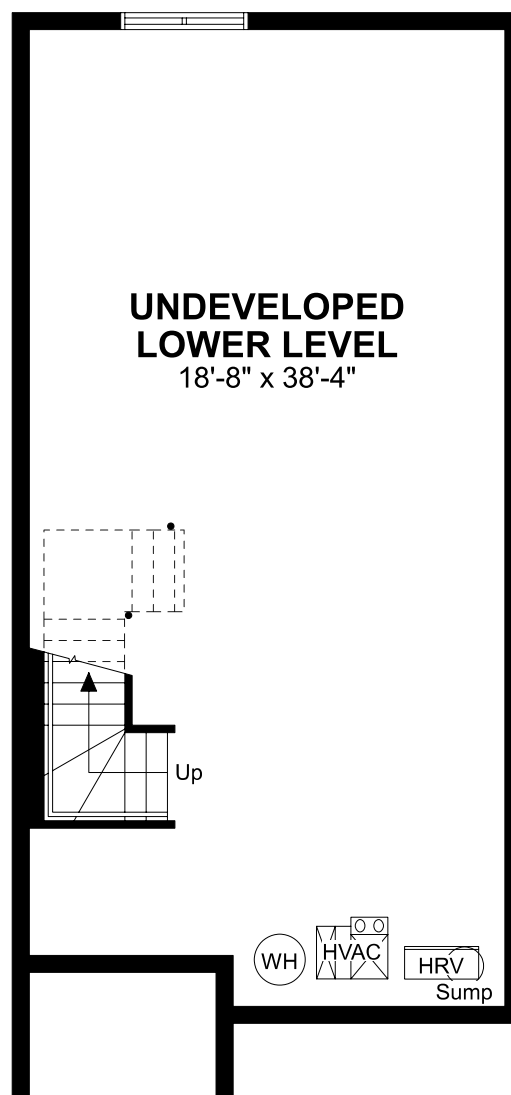 UNDEVELOPED
LOWER LEVEL
18'-8" x 38'-4"
Up
WH
HVAC
HRV
Sump